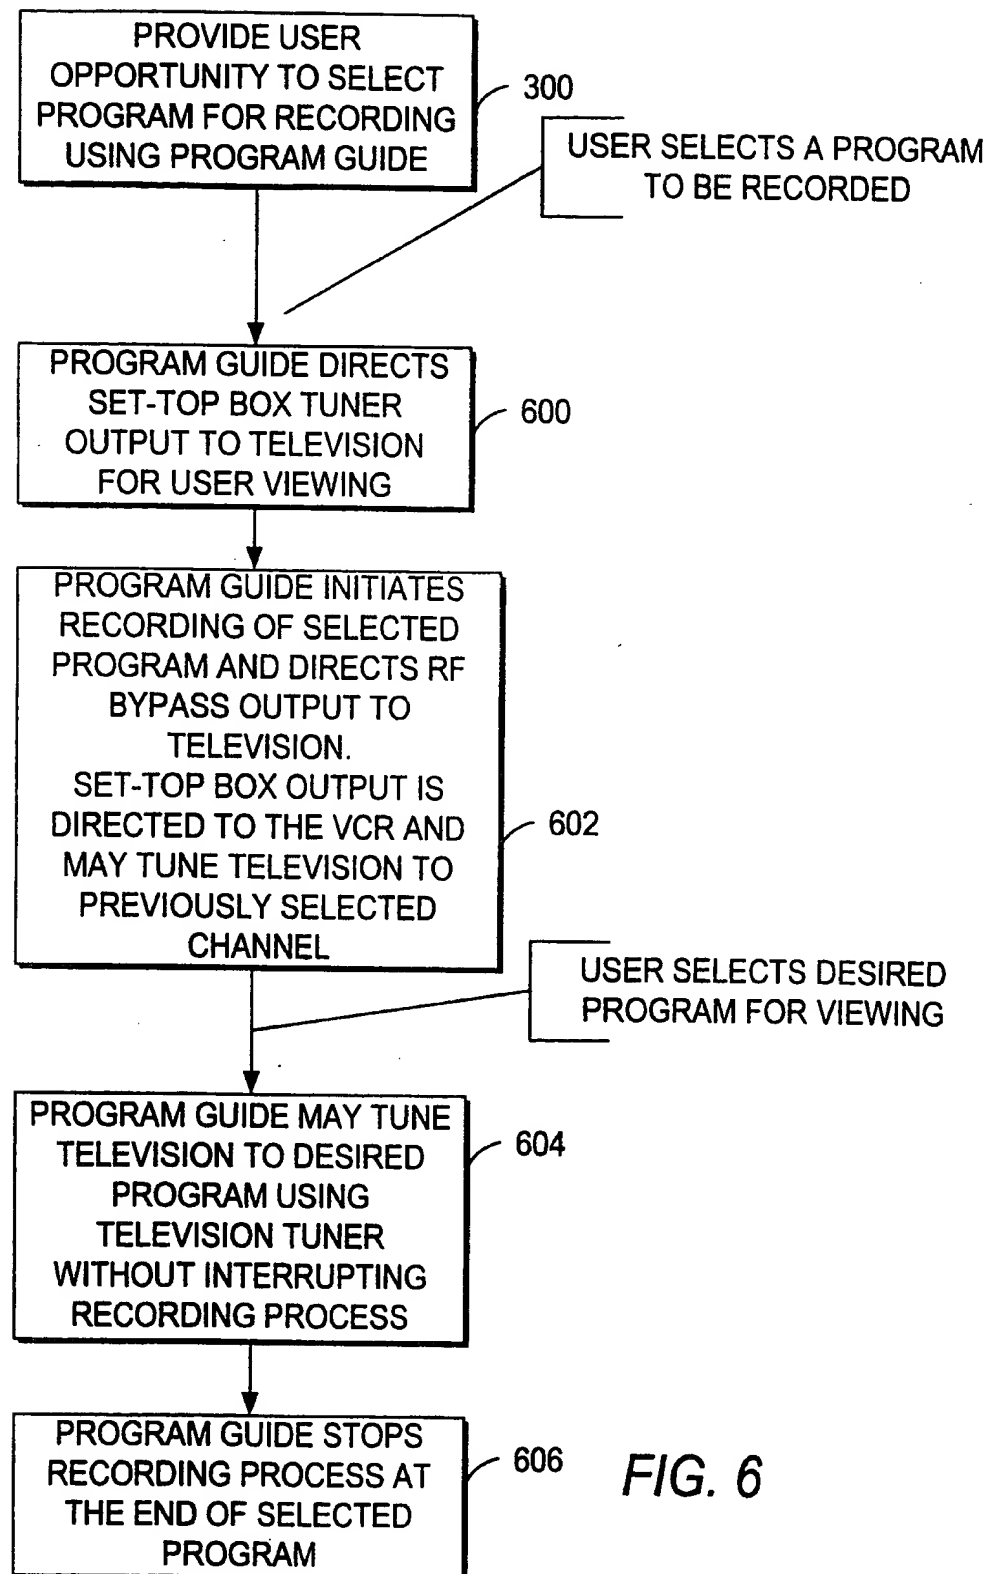 PROVIDE USER
OPPORTUNITY TO SELECT
PROGRAM FOR RECORDING
USING PROGRAM GUIDE
300
USER SELECTS A PROGRAM
TO BE RECORDED
PROGRAM GUIDE DIRECTS
SET-TOP BOX TUNER
OUTPUT TO TELEVISION
FOR USER VIEWING
600
PROGRAM GUIDE INITIATES
RECORDING OF SELECTED
PROGRAM AND DIRECTS RF
BYPASS OUTPUT TO
TELEVISION.
SET-TOP BOX OUTPUT IS
DIRECTED TO THE VCR AND
MAY TUNE TELEVISION TO
PREVIOUSLY SELECTED
CHANNEL
602
USER SELECTS DESIRED
PROGRAM FOR VIEWING
PROGRAM GUIDE MAY TUNE
TELEVISION TO DESIRED
PROGRAM USING
TELEVISION TUNER
WITHOUT INTERRUPTING
RECORDING PROCESS
604
PROGRAM GUIDE STOPS
RECORDING PROCESS AT
THE END OF SELECTED
PROGRAM
606
FIG. 6